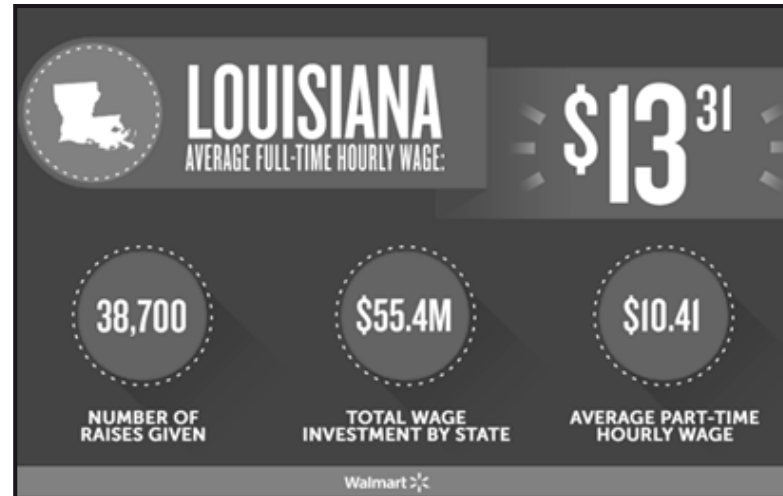 LOUISIANA
AVERAGE FULL-TIME HOURLY WAGE:
$13 31
38,700
NUMBER OF
RAISES GIVEN
$55.4M
TOTAL WAGE
INVESTMENT BY STATE
$10.41
AVERAGE PART-TIME
HOURLY WAGE
Walmart